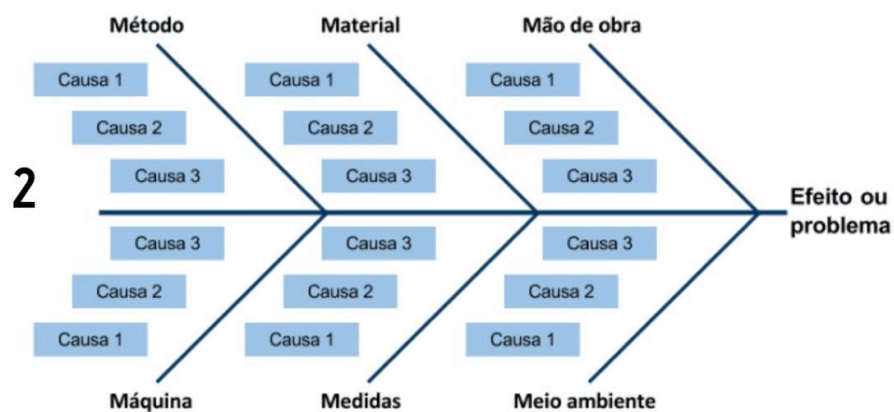 Método Material Mão de obra
Causa 1 Causa 1 Causa 1
Causa 2 Causa 2 Causa 2
Causa 3 Causa 3 Causa 3
2
Efeito ou
problema
Causa 3 Causa 3 Causa 3
Causa 2 Causa 2 Causa 2
Causa 1 Causa 1 Causa 1
Máquina Medidas Meio ambiente